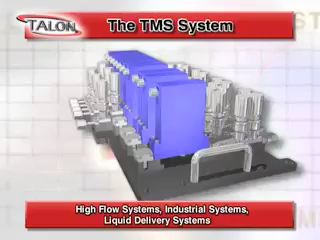 TALON
The TMS System
High Flow Systems, Industrial Systems,
Liquid Delivery Systems